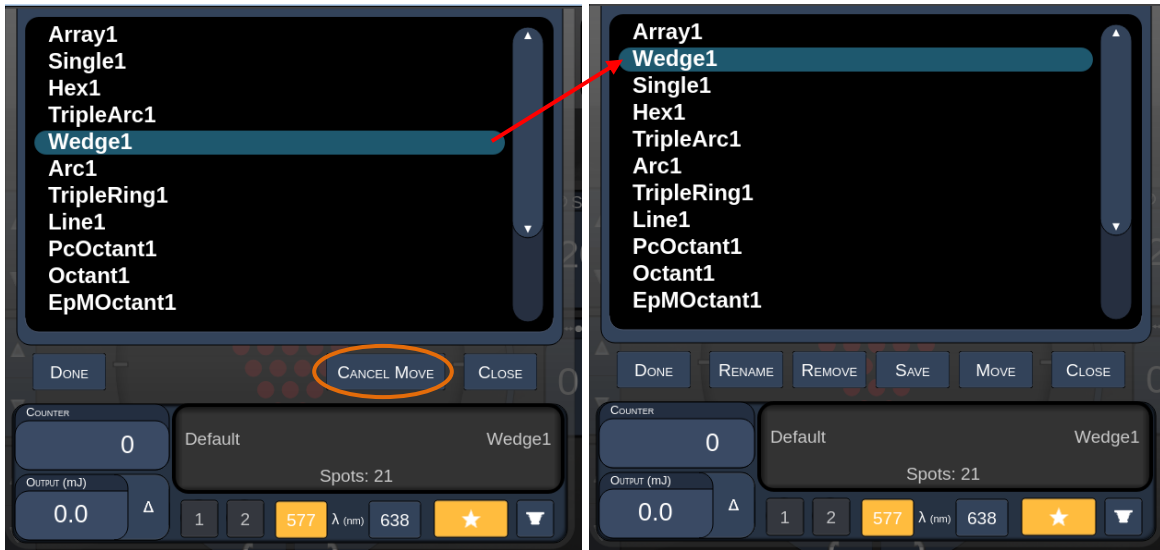 Array1
Single1
Hex1
TripleArc1
Wedge1
Arc1
TripleRing1
Line1
PcOctant1
Octant1
EpMOctant1
DONE CANCEL MOVE CLOSE
COUNTER
0
Default Wedge1
Spots: 21
OUTPUT (mJ)
0.0 Δ
1 2 577 λ (nm) 638
Array1
Wedge1
Single1
Hex1
TripleArc1
Arc1
TripleRing1
Line1
PcOctant1
Octant1
EpMOctant1
DONE RENAME REMOVE SAVE MOVE CLOSE
COUNTER
0
Default Wedge1
Spots: 21
OUTPUT (mJ)
0.0 Δ
1 2 577 λ (nm) 638